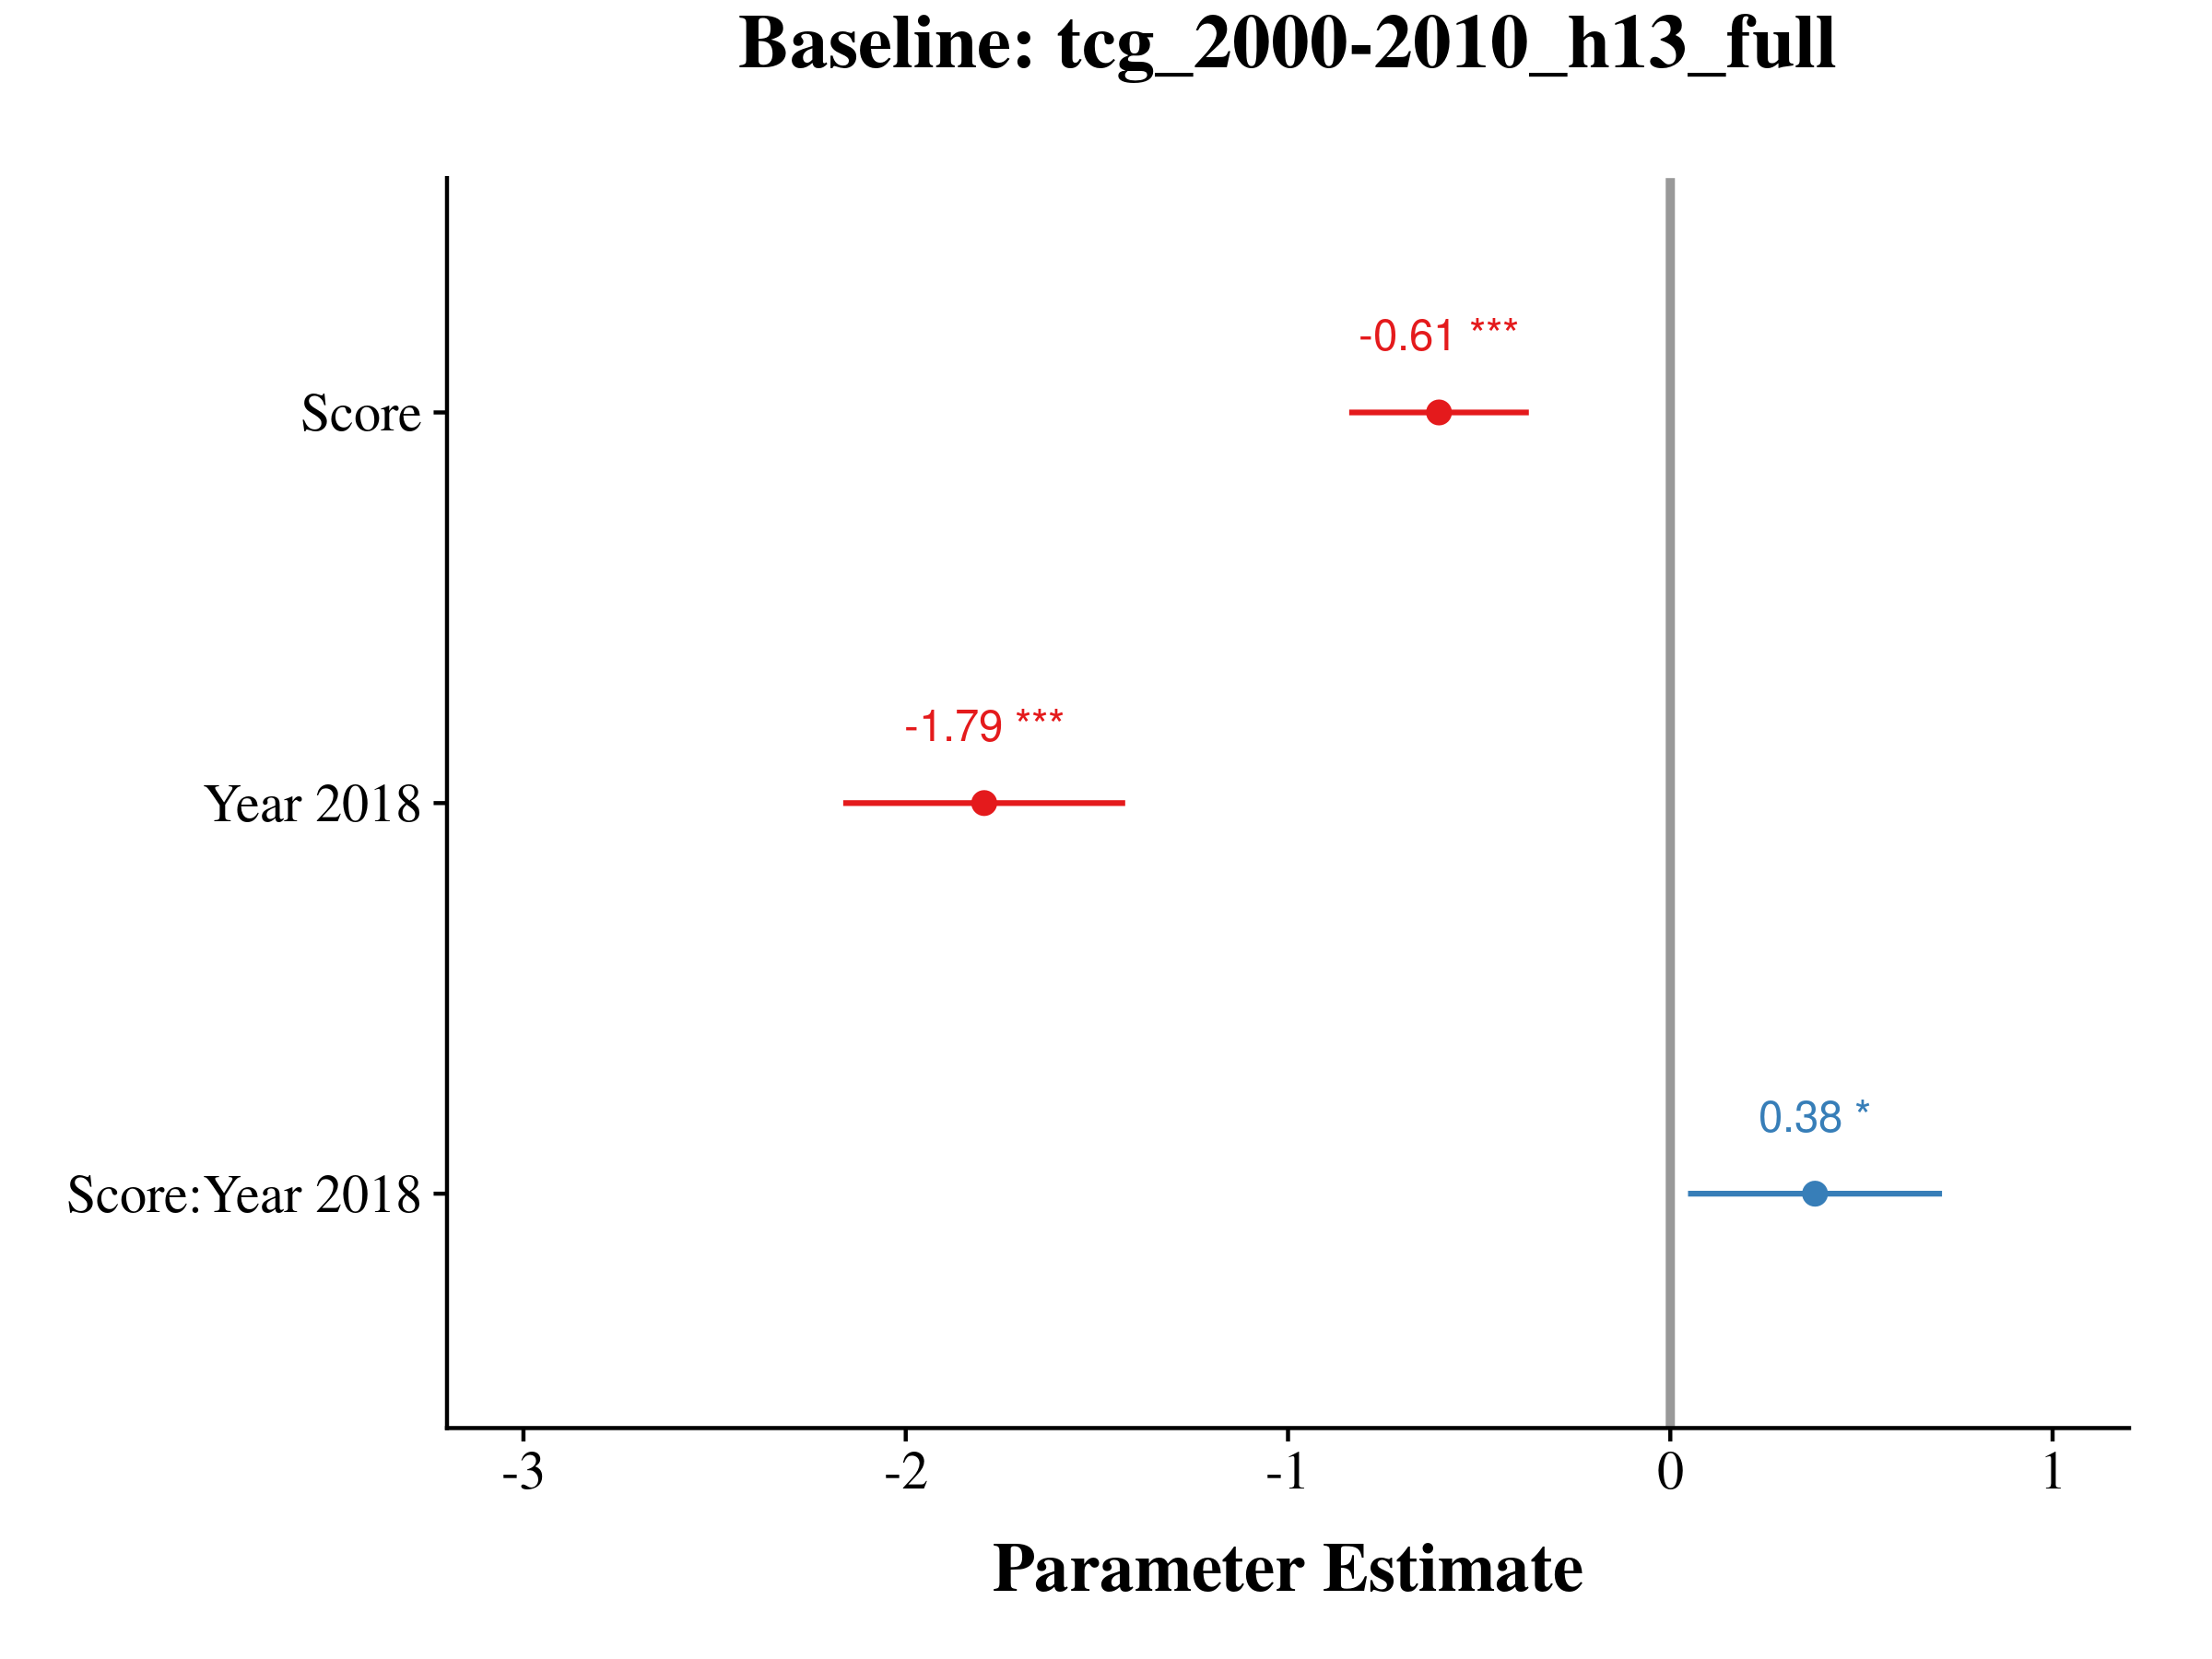 Baseline: tcg_2000-2010_h13_full
-0.61 ***
Score
-1.79 ***
Year 2018
0.38 *
Score:Year 2018
-3 -2 -1 0 1
Parameter Estimate